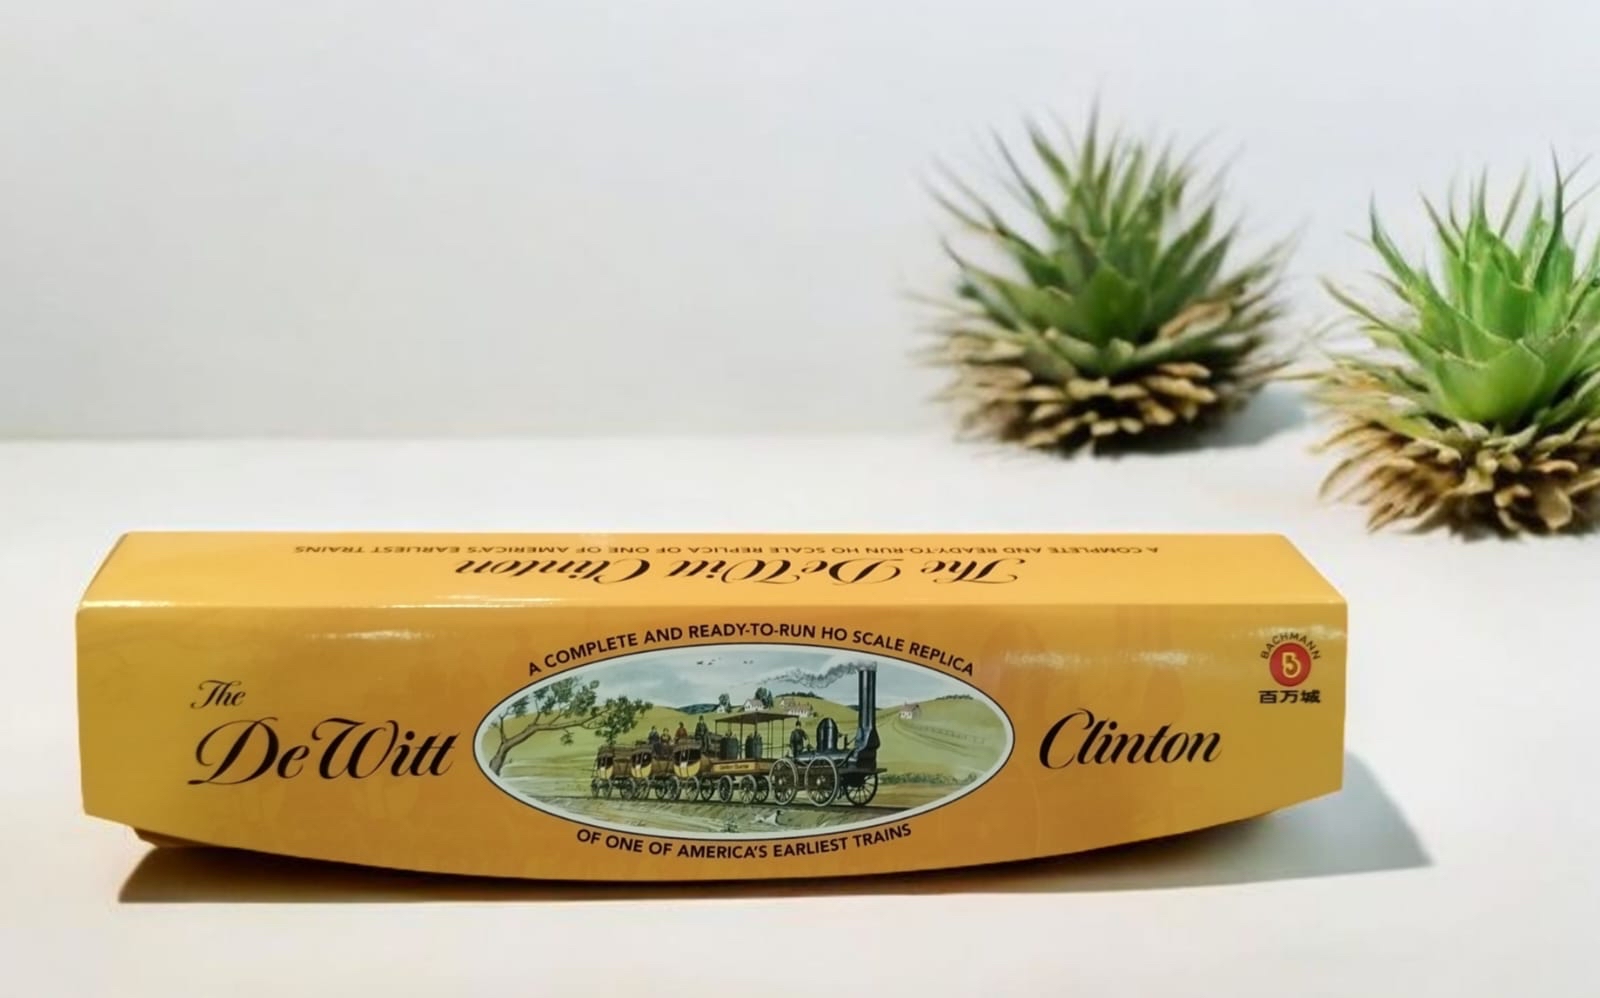 A COMPLETE AND READY-TO-RUN HO SCALE REPLICA OF ONE OF AMERICA'S EARLIEST TRAINS
The DeWitt Clinton
A COMPLETE AND READY-TO-RUN HO SCALE REPLICA
The
DeWitt Clinton
OF ONE OF AMERICA'S EARLIEST TRAINS
BACHMANN
B
百万城